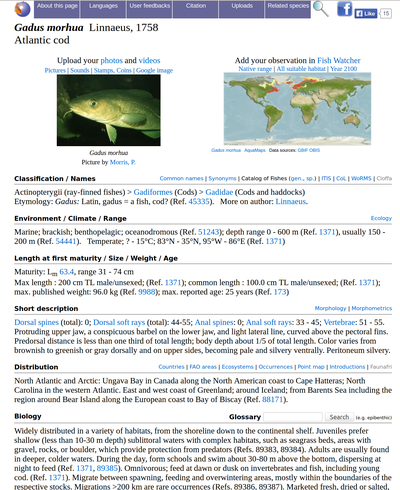 About this page Languages User feedbacks Citation Uploads Related species
Like 15
Gadus morhua Linnaeus, 1758
Atlantic cod
Upload your photos and videos
Pictures | Sounds | Stamps, Coins | Google image
Gadus morhua
Picture by Morris, P.
Add your observation in Fish Watcher
Native range | All suitable habitat | Year 2100
Gadus morhua AquaMaps Data sources: GBIF OBIS
Classification / Names Common names | Synonyms | Catalog of Fishes (gen., sp.) | ITIS | CoL | WoRMS | Cloffa
Actinopterygii (ray-finned fishes) > Gadiformes (Cods) > Gadidae (Cods and haddocks)
Etymology: Gadus: Latin, gadus = a fish, cod? (Ref. 45335). More on author: Linnaeus.
Environment / Climate / Range Ecology
Marine; brackish; benthopelagic; oceanodromous (Ref. 51243); depth range 0 - 600 m (Ref. 1371), usually 150 -
200 m (Ref. 54441). Temperate; ? - 15°C; 83°N - 35°N, 95°W - 86°E (Ref. 1371)
Length at first maturity / Size / Weight / Age
Maturity: Lm 63.4, range 31 - 74 cm
Max length : 200 cm TL male/unsexed; (Ref. 1371); common length : 100.0 cm TL male/unsexed; (Ref. 1371);
max. published weight: 96.0 kg (Ref. 9988); max. reported age: 25 years (Ref. 173)
Short description Morphology | Morphometrics
Dorsal spines (total): 0; Dorsal soft rays (total): 44-55; Anal spines: 0; Anal soft rays: 33 - 45; Vertebrae: 51 - 55.
Protruding upper jaw, a conspicuous barbel on the lower jaw, and light lateral line, curved above the pectoral fins.
Predorsal distance is less than one third of total length; body depth about 1/5 of total length. Color varies from
brownish to greenish or gray dorsally and on upper sides, becoming pale and silvery ventrally. Peritoneum silvery.
Distribution Countries | FAO areas | Ecosystems | Occurrences | Point map | Introductions | Faunafri
North Atlantic and Arctic: Ungava Bay in Canada along the North American coast to Cape Hatteras; North
Carolina in the western Atlantic. East and west coast of Greenland; around Iceland; from Barents Sea including the
region around Bear Island along the European coast to Bay of Biscay (Ref. 88171).
Biology Glossary Search (e.g. epibenthic)
Widely distributed in a variety of habitats, from the shoreline down to the continental shelf. Juveniles prefer
shallow (less than 10-30 m depth) sublittoral waters with complex habitats, such as seagrass beds, areas with
gravel, rocks, or boulder, which provide protection from predators (Refs. 89383, 89384). Adults are usually found
in deeper, colder waters. During the day, form schools and swim about 30-80 m above the bottom, dispersing at
night to feed (Ref. 1371, 89385). Omnivorous; feed at dawn or dusk on invertebrates and fish, including young
cod. (Ref. 1371). Migrate between spawning, feeding and overwintering areas, mostly within the boundaries of the
respective stocks. Migrations >200 km are rare occurrences (Refs. 89386, 89387). Marketed fresh, dried or salted,